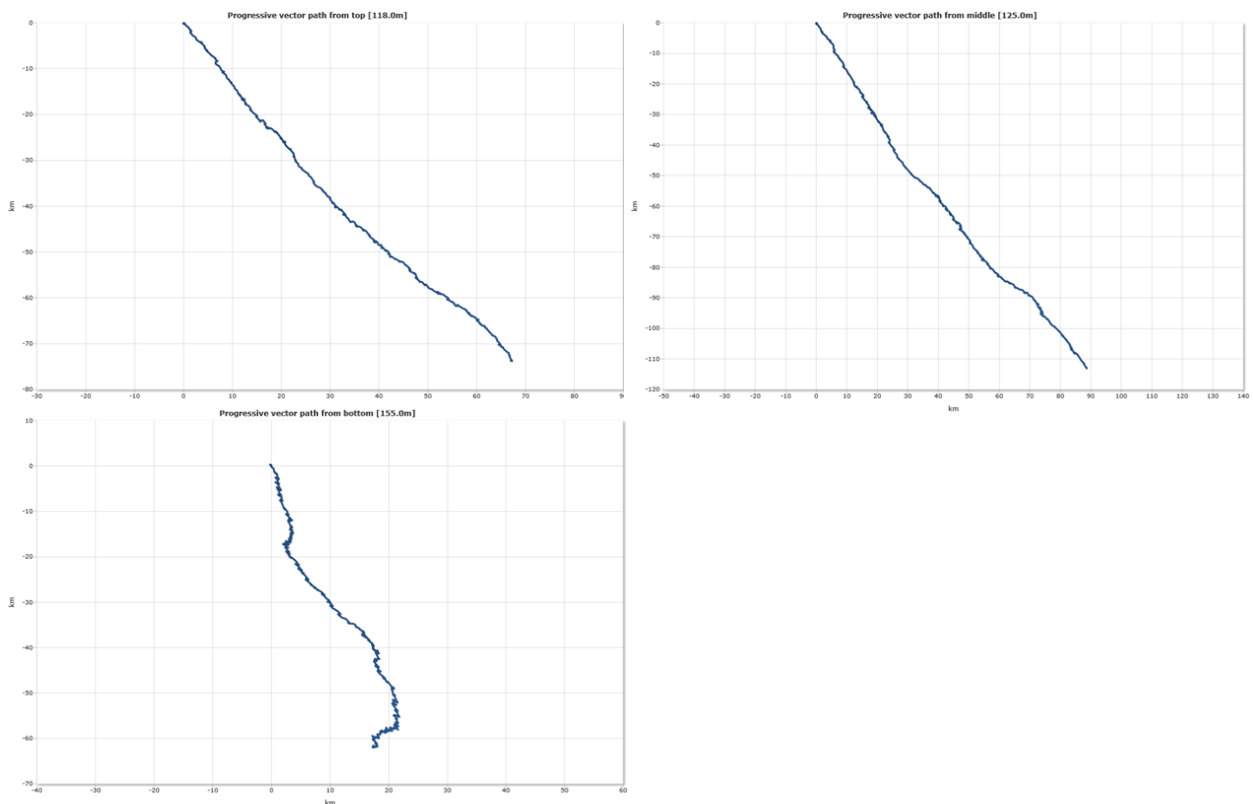 Progressive vector path from top [118.0m]
0
-10
-20
-30
-40
-50
-60
-70
-80
km
-30 -20 -10 0 10 20 30 40 50 60 70 80 9
Progressive vector path from middle [125.0m]
0
-10
-20
-30
-40
-50
-60
-70
-80
-90
-100
-110
-120
km
-50 -40 -30 -20 -10 0 10 20 30 40 50 60 70 80 90 100 110 120 130 140
km
Progressive vector path from bottom [155.0m]
10
0
-10
-20
-30
-40
-50
-60
-70
km
-40 -30 -20 -10 0 10 20 30 40 50 60
km